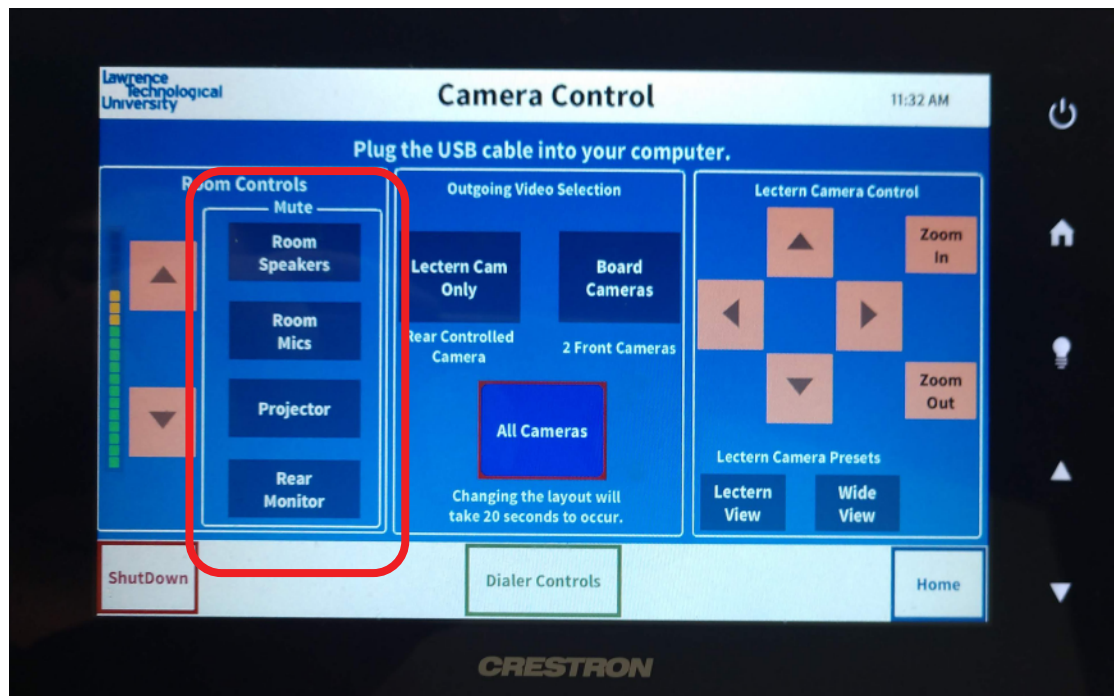 Lawrence
Technological
University
Camera Control
11:32 AM
Plug the USB cable into your computer.
Room Controls
Mute
Room
Speakers
Room
Mics
Projector
Rear
Monitor
Outgoing Video Selection
Lectern Cam
Only
Board
Cameras
Rear Controlled
Camera
2 Front Cameras
All Cameras
Changing the layout will
take 20 seconds to occur.
Lectern Camera Control
Zoom
In
Zoom
Out
Lectern Camera Presets
Lectern
View
Wide
View
ShutDown
Dialer Controls
Home
CRESTRON